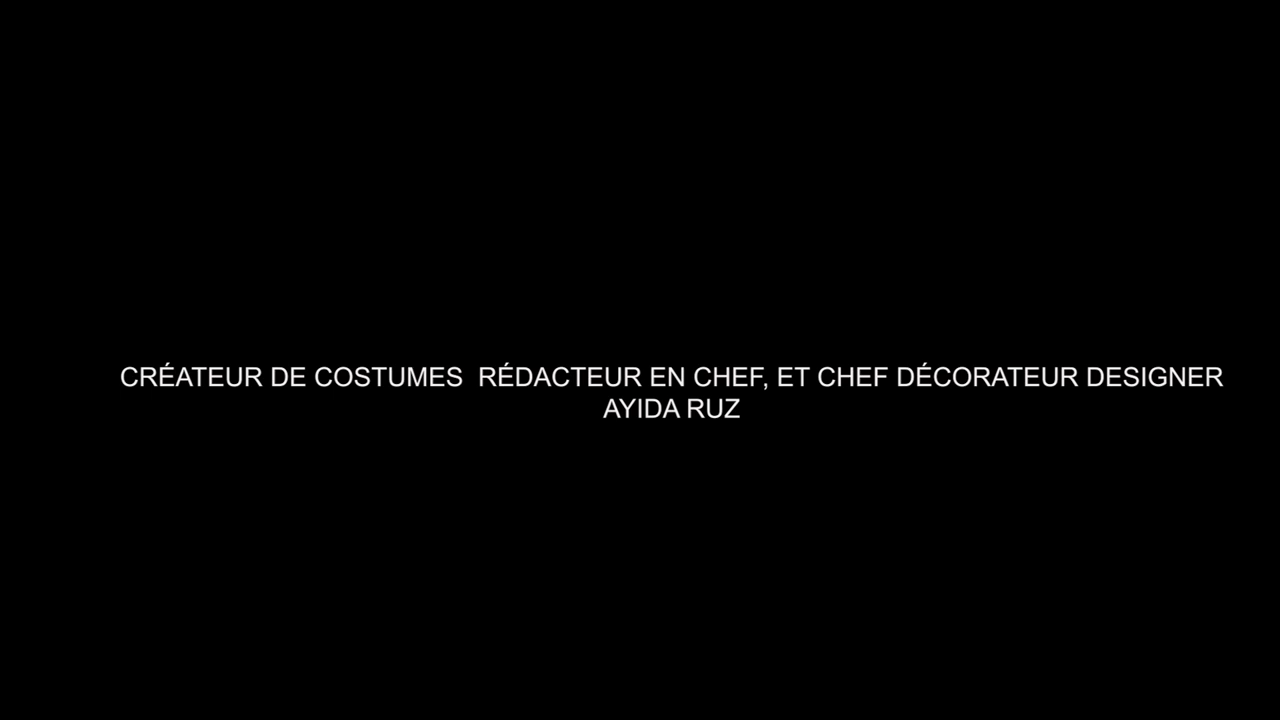 CRÉATEUR DE COSTUMES  RÉDACTEUR EN CHEF, ET CHEF DÉCORATEUR DESIGNER
AYIDA RUZ